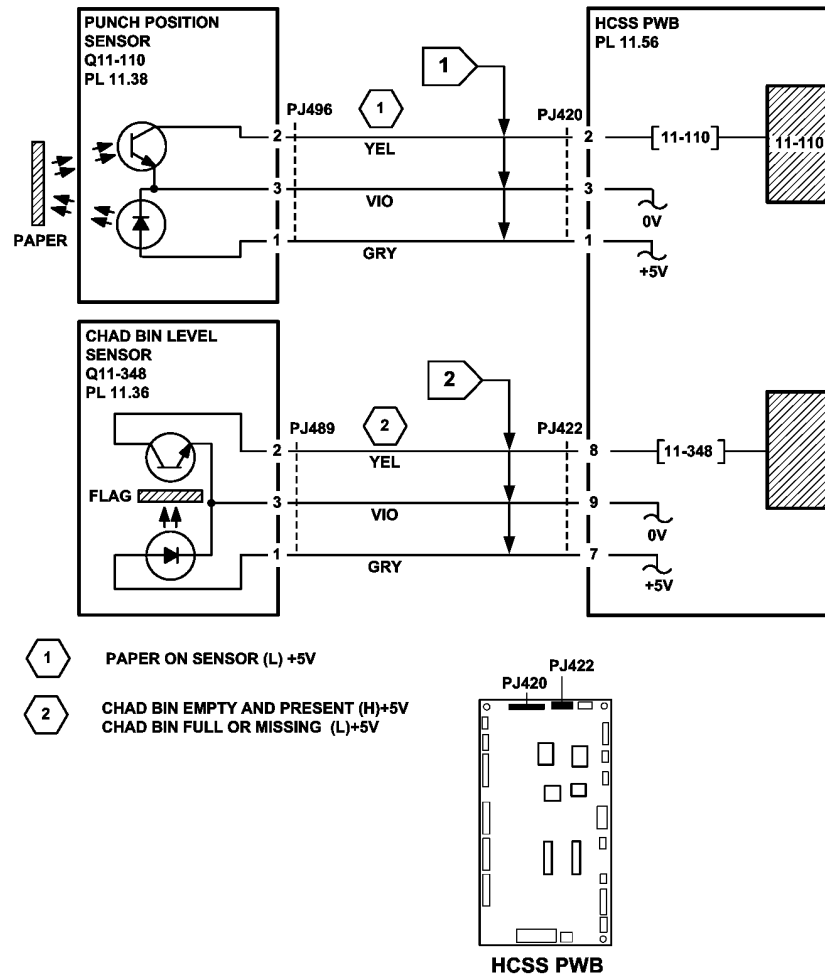 PUNCH POSITION
SENSOR
Q11-110
PL 11.38
HCSS PWB
PL 11.56
1
PJ496
1
PJ420
2
YEL
2
[11-110]
11-110
3
VIO
3
0V
PAPER
1
GRY
1
+5V
CHAD BIN LEVEL
SENSOR
Q11-348
PL 11.36
2
PJ489
2
PJ422
2
YEL
8
[11-348]
FLAG
3
VIO
9
0V
1
GRY
7
+5V
1 PAPER ON SENSOR (L) +5V
2 CHAD BIN EMPTY AND PRESENT (H)+5V
CHAD BIN FULL OR MISSING (L)+5V
PJ422
PJ420
HCSS PWB